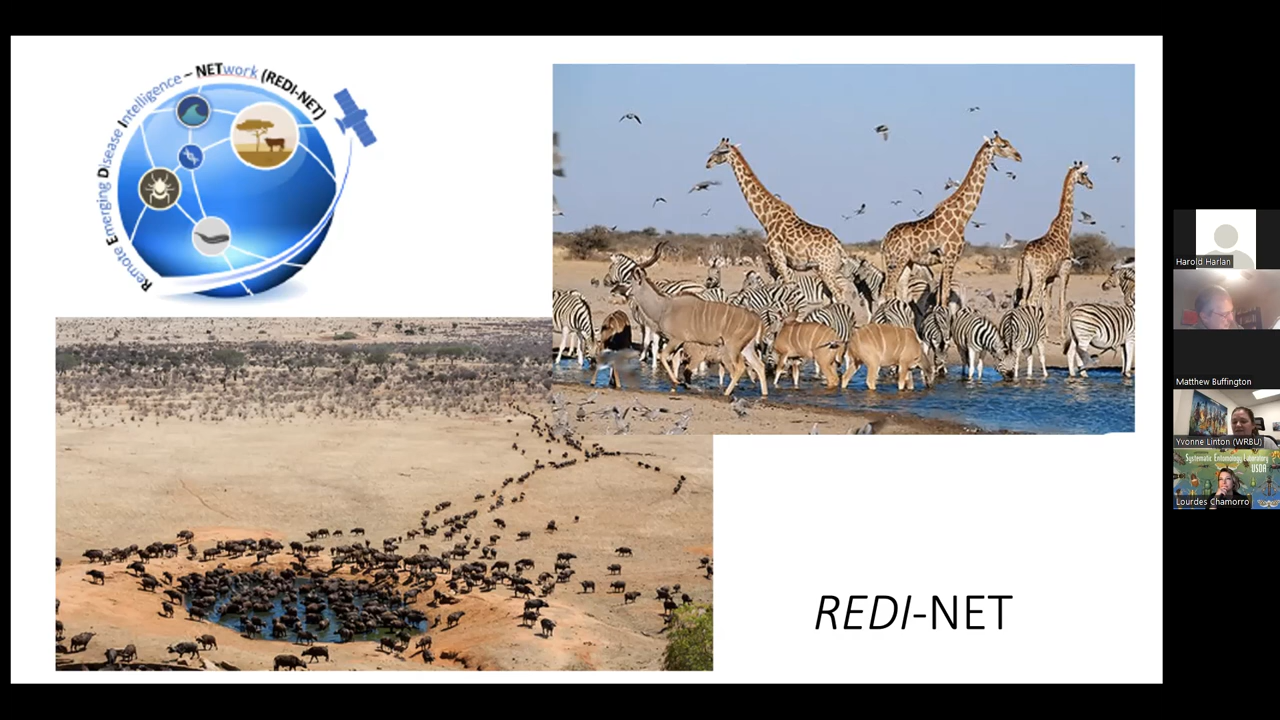 Remote Emerging Disease Intelligence ~ NETwork (REDI-NET)
REDI-NET
Harold Harlan
Matthew Buffington
Yvonne Linton (WRBU)
Systematic Entomology Laboratory
USDA
Lourdes Chamorro